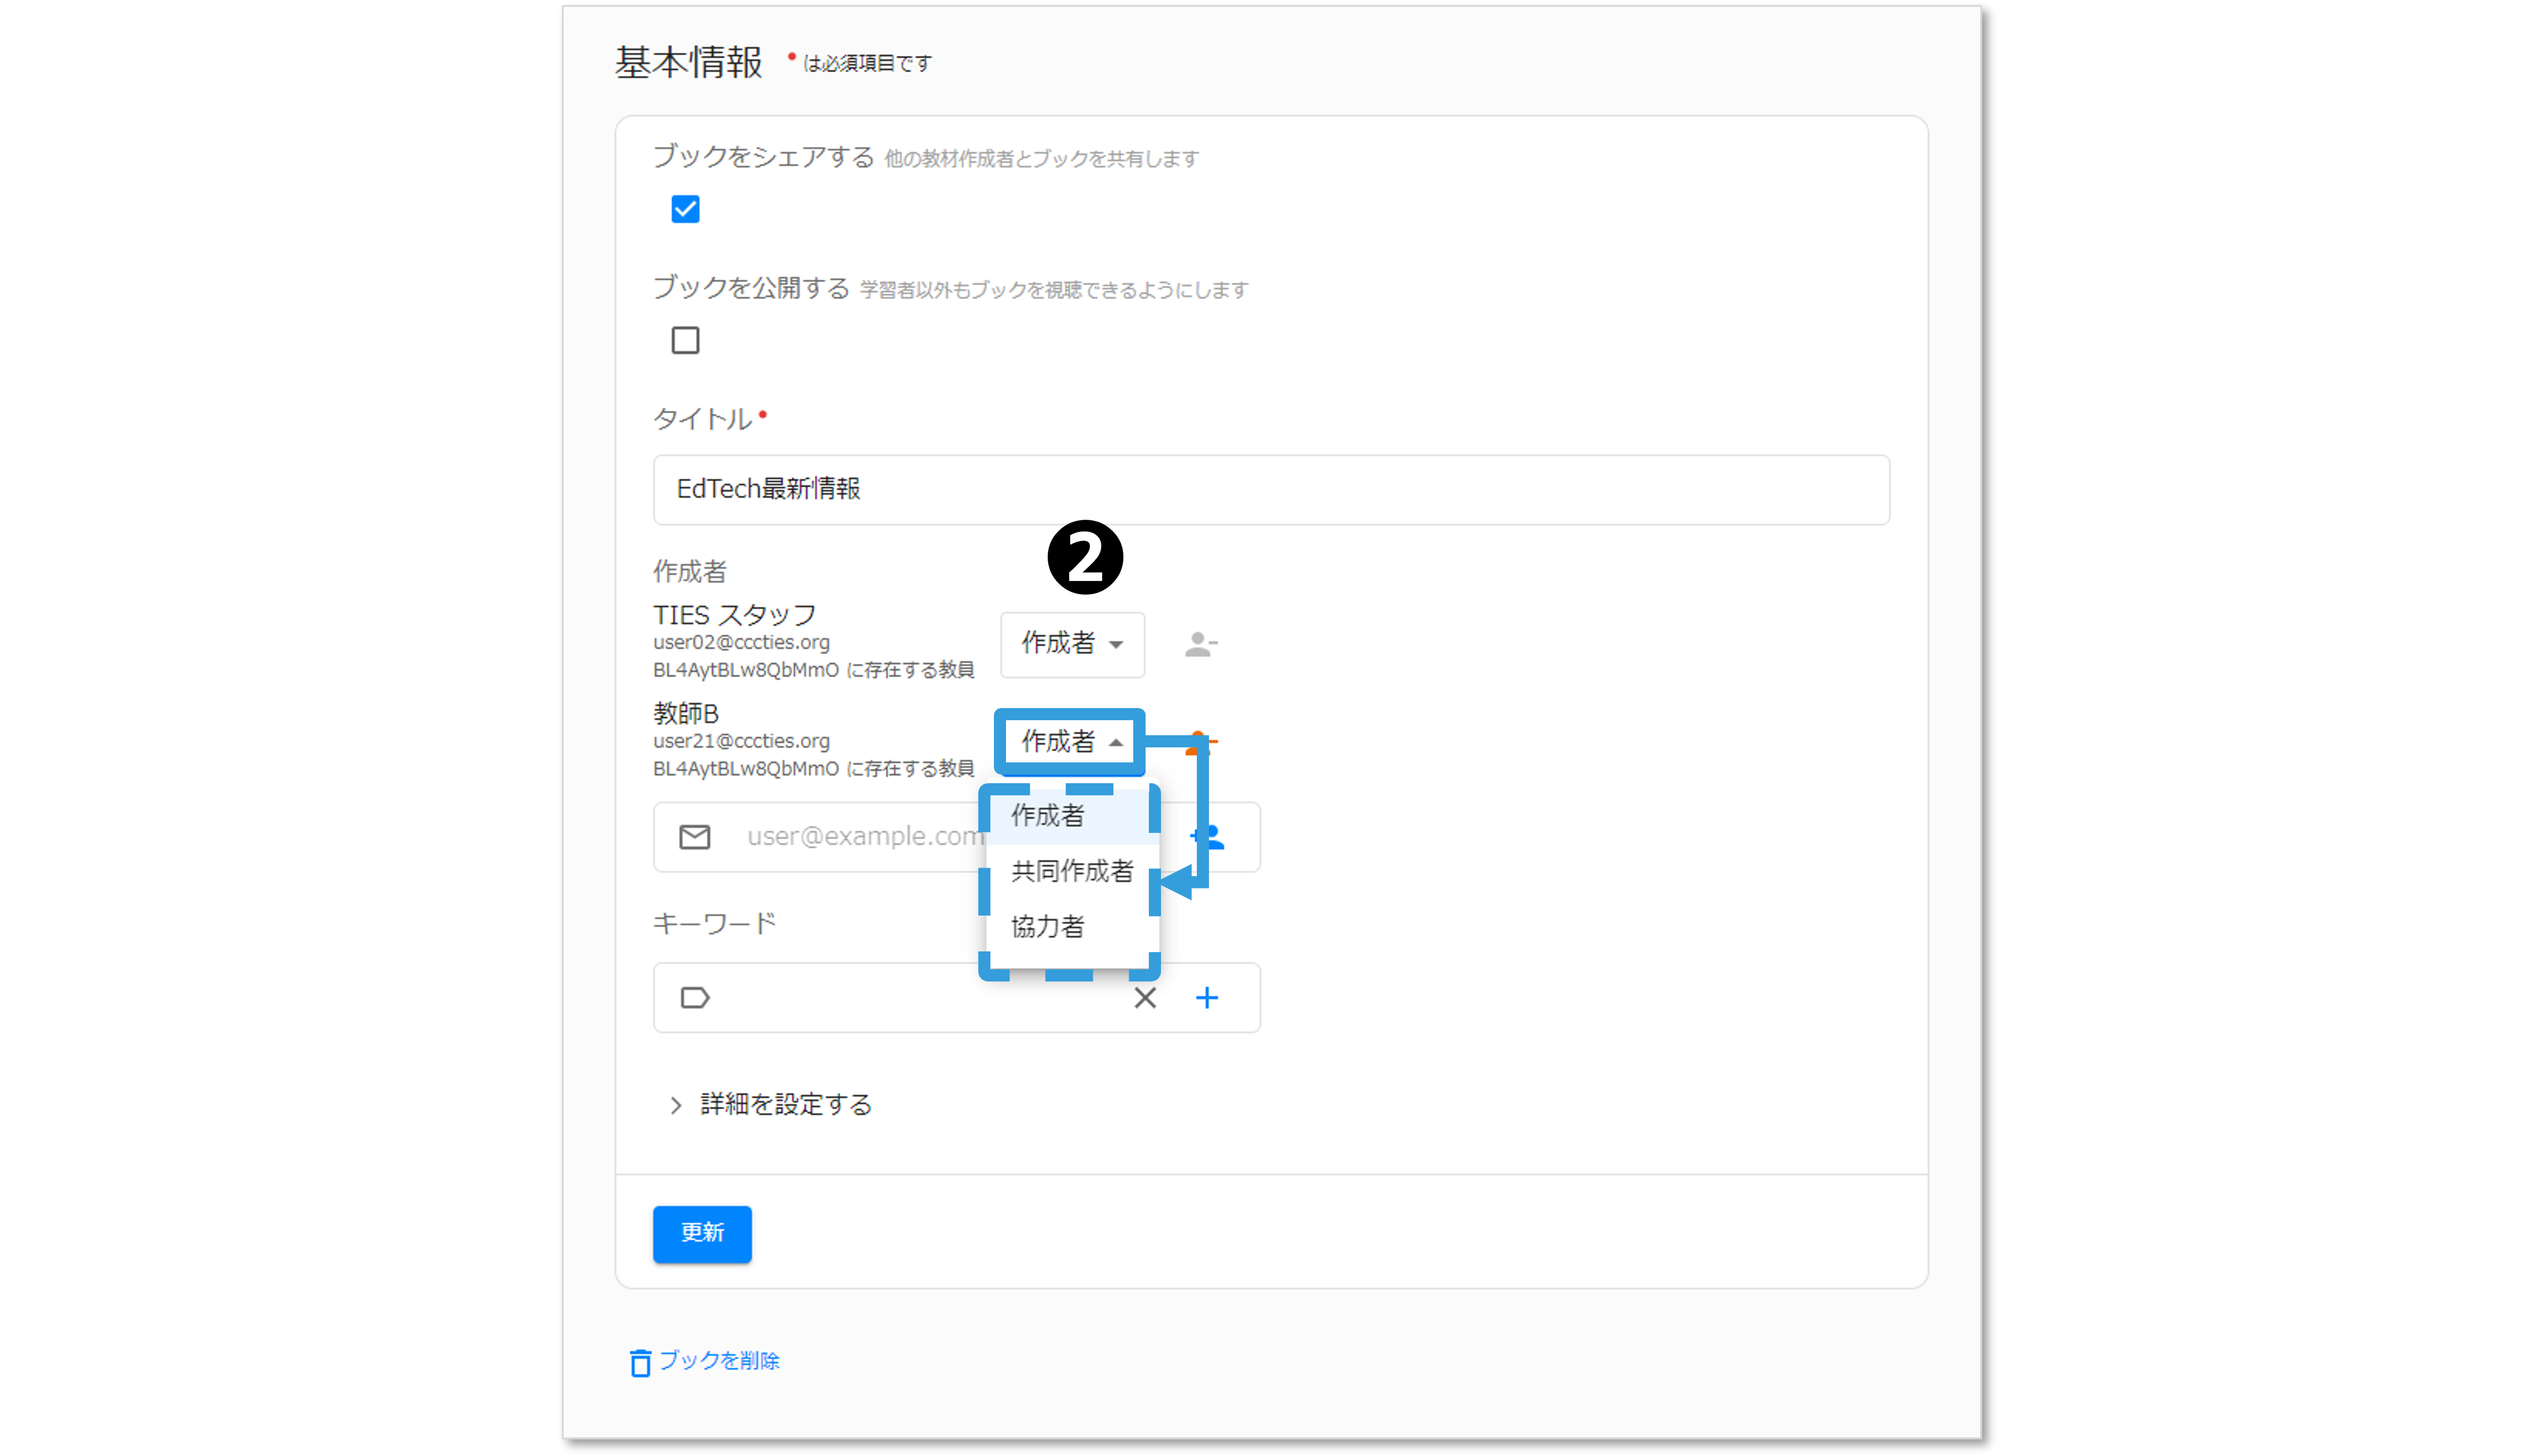 基本情報 • は必須項目です
ブックをシェアする 他の教材作成者とブックを共有します
ブックを公開する 学習者以外もブックを視聴できるようにします
タイトル•
EdTech最新情報
2
作成者
TIES スタッフ
user02@cccties.org
BL4AytBLw8QbMmO に存在する教員
作成者
教師B
user21@cccties.org
BL4AytBLw8QbMmO に存在する教員
作成者
作成者
共同作成者
協力者
user@example.com
キーワード
詳細を設定する
更新
ブックを削除